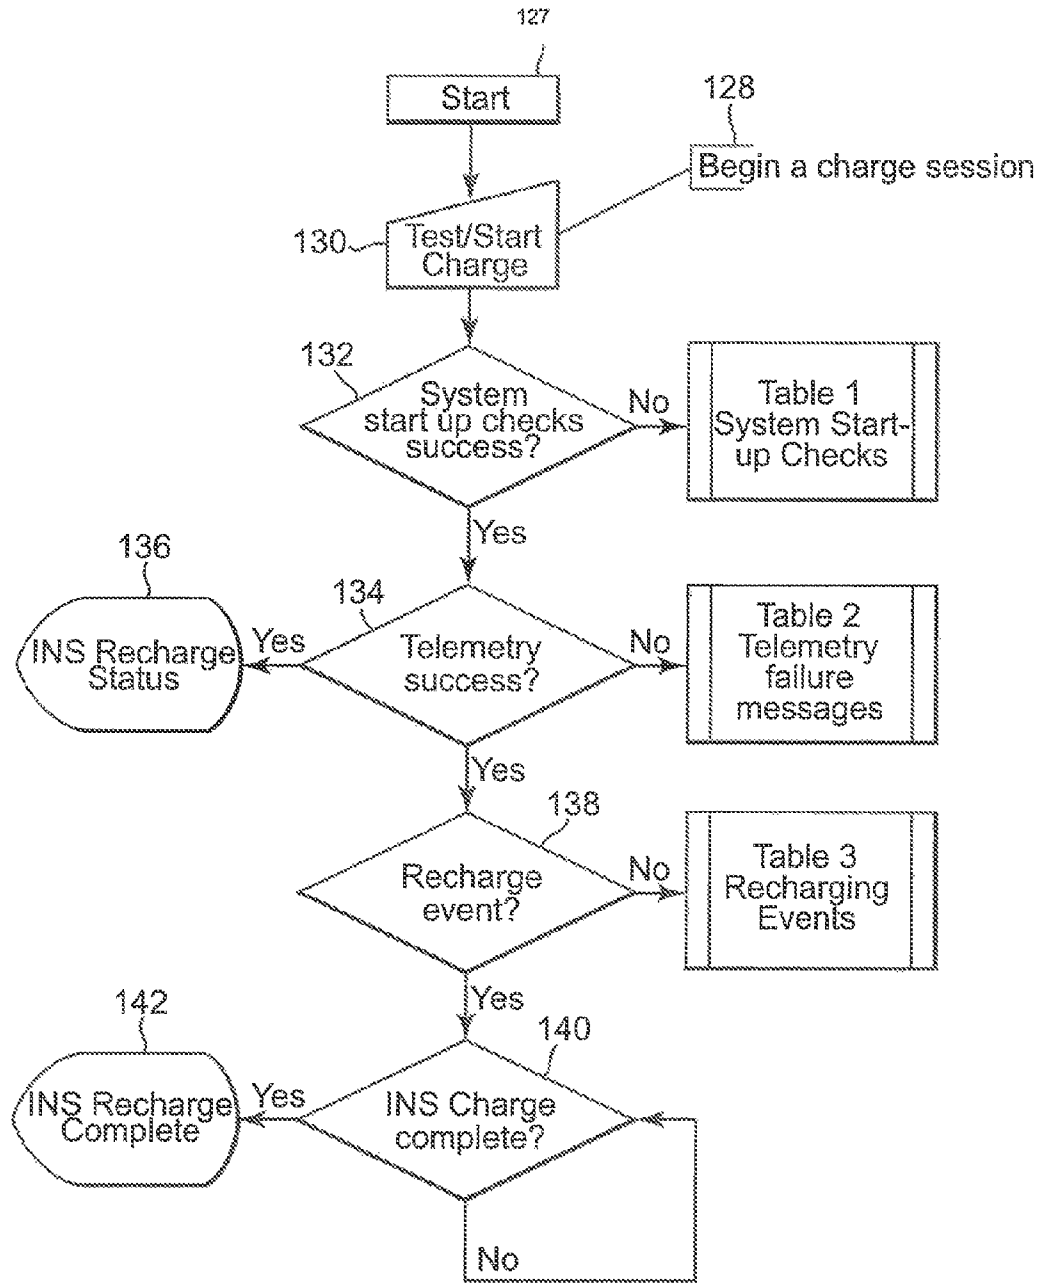 127
Start
128
Begin a charge session
130
Test/Start
Charge
132
System
start up checks
success?
No
Table 1
System Start-
up Checks
Yes
136
134
INS Recharge
Status
Yes
Telemetry
success?
No
Table 2
Telemetry
failure
messages
Yes
138
Recharge
event?
No
Table 3
Recharging
Events
Yes
142
140
INS Recharge
Complete
Yes
INS Charge
complete?
No